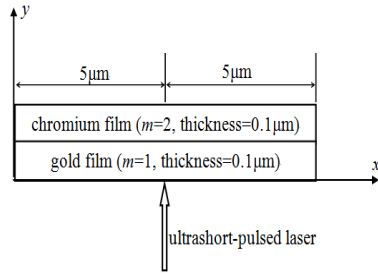 y
5μm
5μm
chromium film (m=2, thickness=0.1μm)
gold film (m=1, thickness=0.1μm)
x
ultrashort-pulsed laser